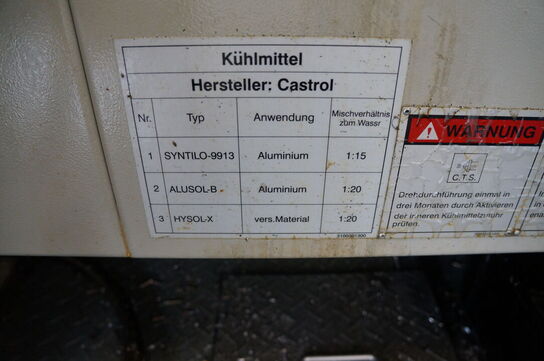 Kühlmittel
Hersteller: Castrol
Nr. Typ Anwendung Mischverhältnis zum Wassr
1 SYNTILO-9913 Aluminium 1:15
2 ALUSOL-B Aluminium 1:20
3 HYSOL-X vers.Material 1:20
WARNUNG
C.T.S.
Drehdurchführung einmal in
drei Monaten durch Aktivieren
der inneren Kühlmittelzufuhr
prüfen.